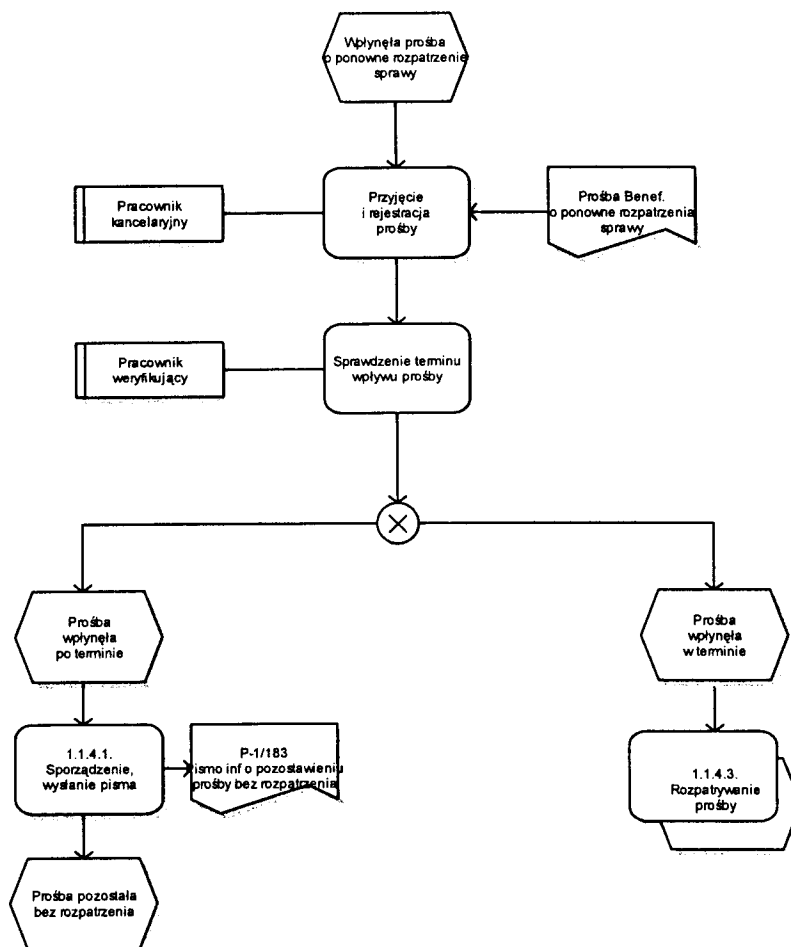 Wpłynęła prośba
o ponowne rozpatrzenie
sprawy
Pracownik
kancelaryjny
Przyjęcie
i rejestracja
prośby
Prośba Benef.
o ponowne rozpatrzenia
sprawy
Pracownik
weryfikujący
Sprawdzenie terminu
wpływu prośby
Prośba
wpłynęła
po terminie
Prośba
wpłynęła
w terminie
1.1.4.1.
Sporządzenie,
wysłanie pisma
P-1/183
ismo inf o pozostawieniu
prośby bez rozpatrzenia
1.1.4.3.
Rozpatrywanie
prośby
Prośba pozostała
bez rozpatrzenia